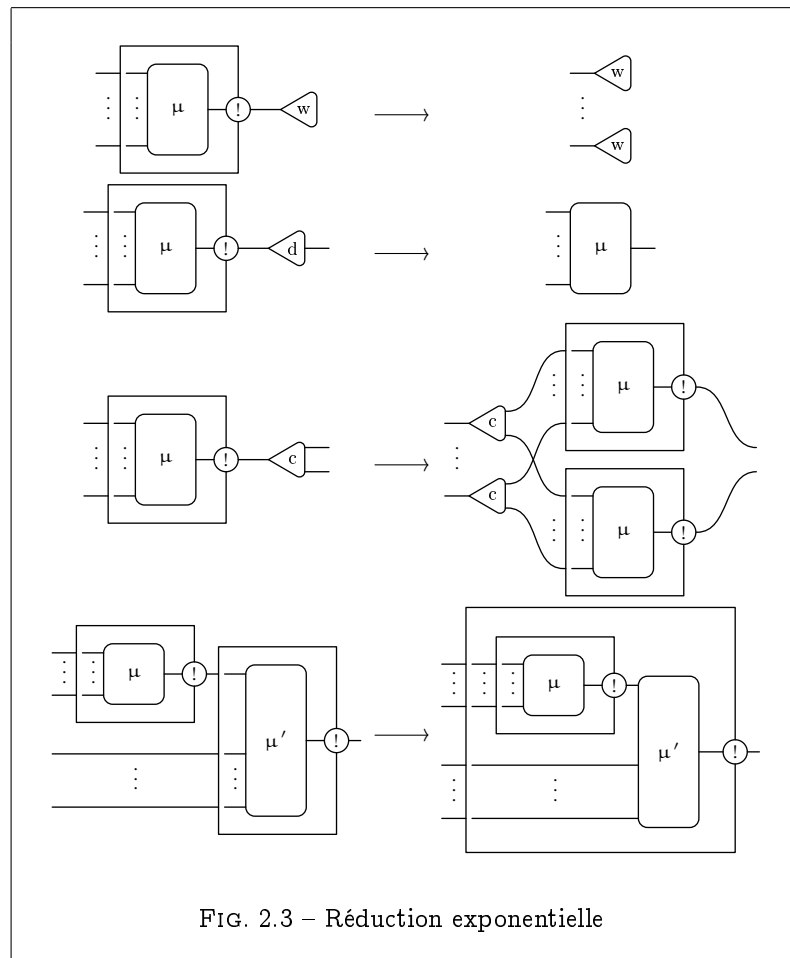 μ ! w w
w
μ ! d μ
μ ! c c c μ ! μ !
μ ! μ′ ! μ ! μ′ !
FIG. 2.3 – Réduction exponentielle